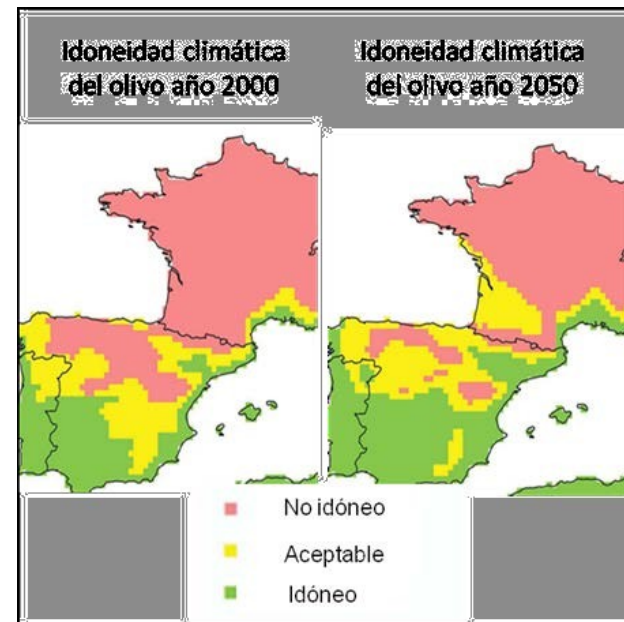 Idoneidad climática
del olivo año 2000
Idoneidad climática
del olivo año 2050
No idóneo
Aceptable
Idóneo